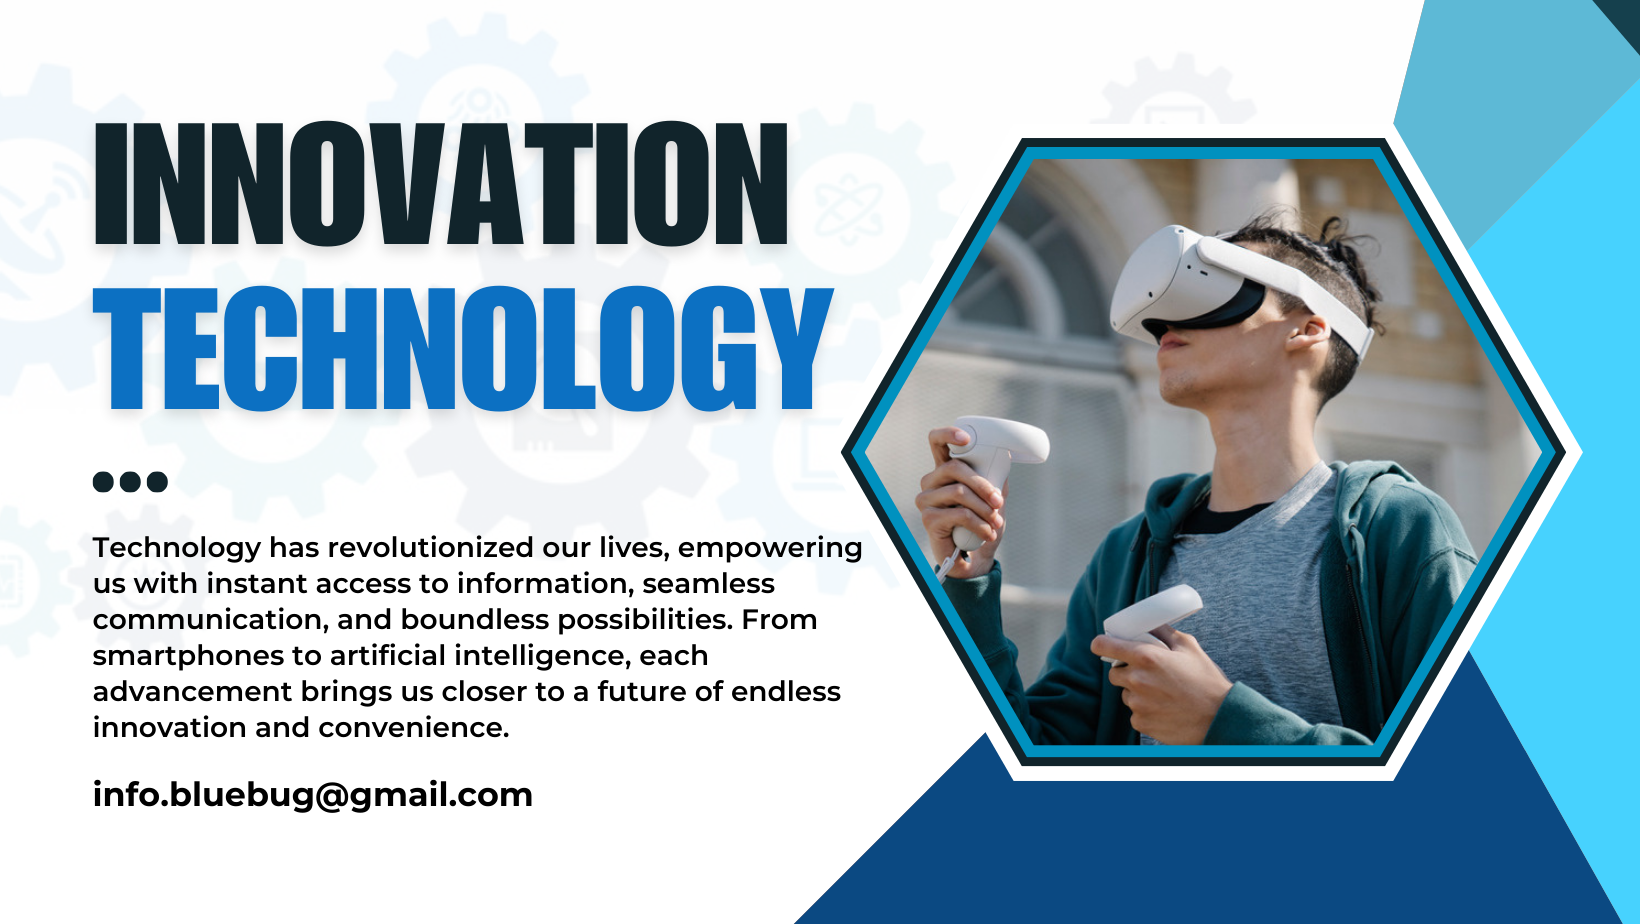 INNOVATION
TECHNOLOGY
Technology has revolutionized our lives, empowering
us with instant access to information, seamless
communication, and boundless possibilities. From
smartphones to artificial intelligence, each
advancement brings us closer to a future of endless
innovation and convenience.
info.bluebug@gmail.com